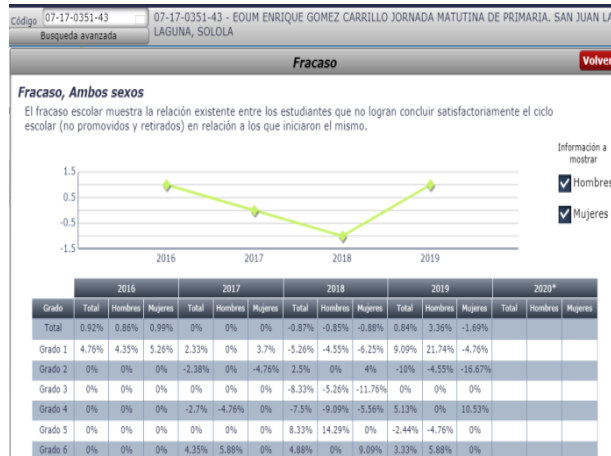 Código 07-17-0351-43 07-17-0351-43 - EOUM ENRIQUE GOMEZ CARRILLO JORNADA MATUTINA DE PRIMARIA. SAN JUAN LA
Busqueda avanzada LAGUNA, SOLOLA
Fracaso Volver
Fracaso, Ambos sexos
El fracaso escolar muestra la relación existente entre los estudiantes que no logran concluir satisfactoriamente el ciclo
escolar (no promovidos y retirados) en relación a los que iniciaron el mismo.
Información a
mostrar
Hombres
Mujeres
1.5
0.5
-0.5
-1.5
2016 2017 2018 2019
2016 2017 2018 2019 2020*
Grado Total Hombres Mujeres Total Hombres Mujeres Total Hombres Mujeres Total Hombres Mujeres Total Hombres Mujeres
Total 0.92% 0.86% 0.99% 0% 0% 0% -0.87% -0.85% -0.88% 0.84% 3.36% -1.69%
Grado 1 4.76% 4.35% 5.26% 2.33% 0% 3.7% -5.26% -4.55% -6.25% 9.09% 21.74% -4.76%
Grado 2 0% 0% 0% -2.38% 0% -4.76% 2.5% 0% 4% -10% -4.55% -16.67%
Grado 3 0% 0% 0% 0% 0% 0% -8.33% -5.26% -11.76% 0% 0% 0%
Grado 4 0% 0% 0% -2.7% -4.76% 0% -7.5% -9.09% -5.56% 5.13% 0% 10.53%
Grado 5 0% 0% 0% 0% 0% 0% 8.33% 14.29% 0% -2.44% -4.76% 0%
Grado 6 0% 0% 0% 4.35% 5.88% 0% 4.88% 0% 9.09% 3.33% 5.88% 0%